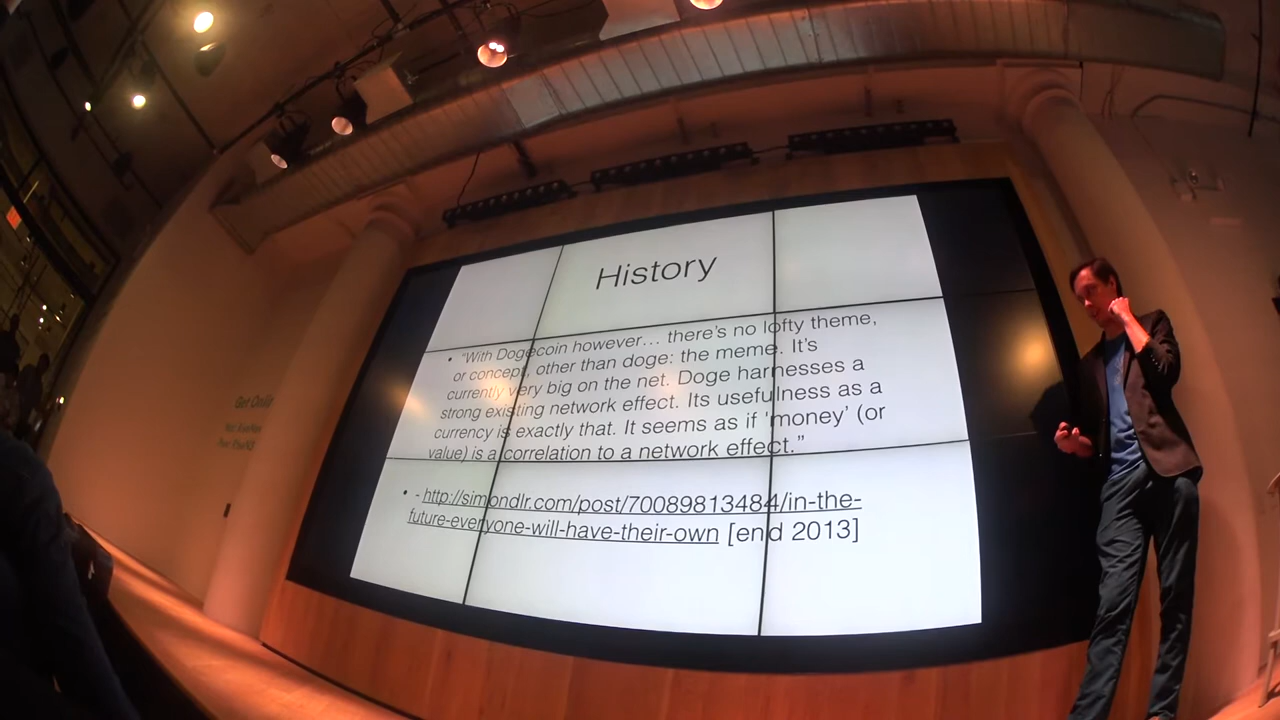 History
• “With Dogecoin however… there’s no lofty theme,
or concept, other than doge: the meme. It’s
currently very big on the net. Doge harnesses a
strong existing network effect. Its usefulness as a
currency is exactly that. It seems as if 'money’ (or
value) is a correlation to a network effect.”
• - http://simondlr.com/post/70089813484/in-the-
future-everyone-will-have-their-own [end 2013]
Get Onlin